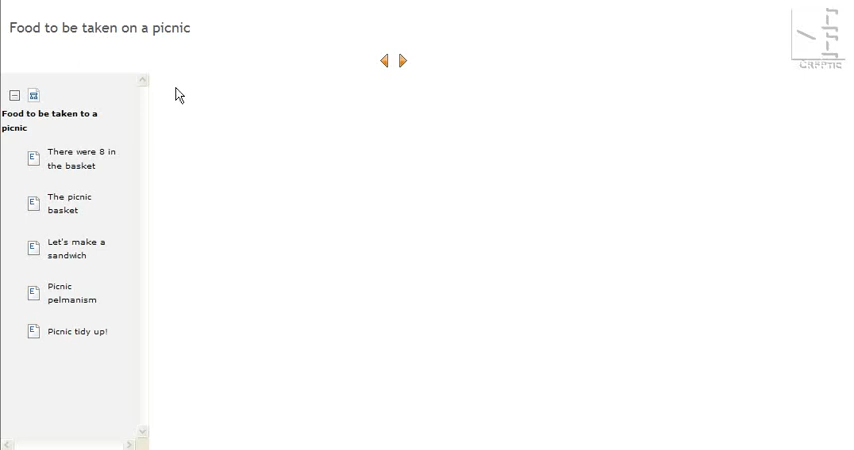 Food to be taken on a picnic
Food to be taken to a
picnic
There were 8 in
the basket
The picnic
basket
Let's make a
sandwich
Picnic
pelmanism
Picnic tidy up!